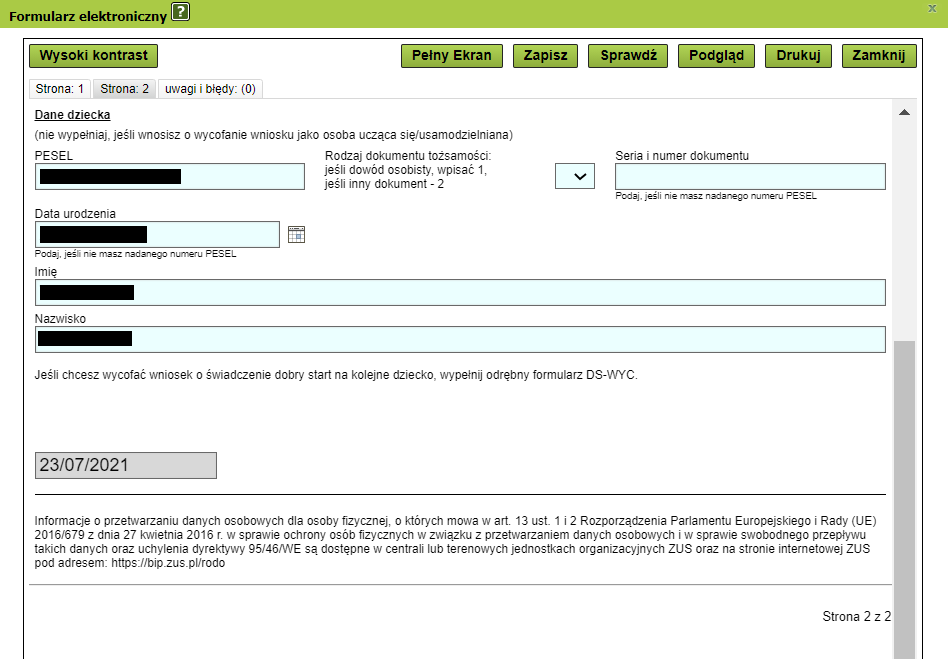 Formularz elektroniczny ?
x
Wysoki kontrast Pełny Ekran Zapisz Sprawdź Podgląd Drukuj Zamknij
Strona: 1 Strona: 2 uwagi i błędy: (0)
Dane dziecka
(nie wypełniaj, jeśli wnosisz o wycofanie wniosku jako osoba ucząca się/usamodzielniana)
PESEL
Rodzaj dokumentu tożsamości:
jeśli dowód osobisty, wpisać 1,
jeśli inny dokument - 2
Seria i numer dokumentu
Podaj, jeśli nie masz nadanego numeru PESEL
Data urodzenia
Podaj, jeśli nie masz nadanego numeru PESEL
Imię
Nazwisko
Jeśli chcesz wycofać wniosek o świadczenie dobry start na kolejne dziecko, wypełnij odrębny formularz DS-WYC.
23/07/2021
Informacje o przetwarzaniu danych osobowych dla osoby fizycznej, o których mowa w art. 13 ust. 1 i 2 Rozporządzenia Parlamentu Europejskiego i Rady (UE)
2016/679 z dnia 27 kwietnia 2016 r. w sprawie ochrony osób fizycznych w związku z przetwarzaniem danych osobowych i w sprawie swobodnego przepływu
takich danych oraz uchylenia dyrektywy 95/46/WE są dostępne w centrali lub terenowych jednostkach organizacyjnych ZUS oraz na stronie internetowej ZUS
pod adresem: https://bip.zus.pl/rodo
Strona 2 z 2